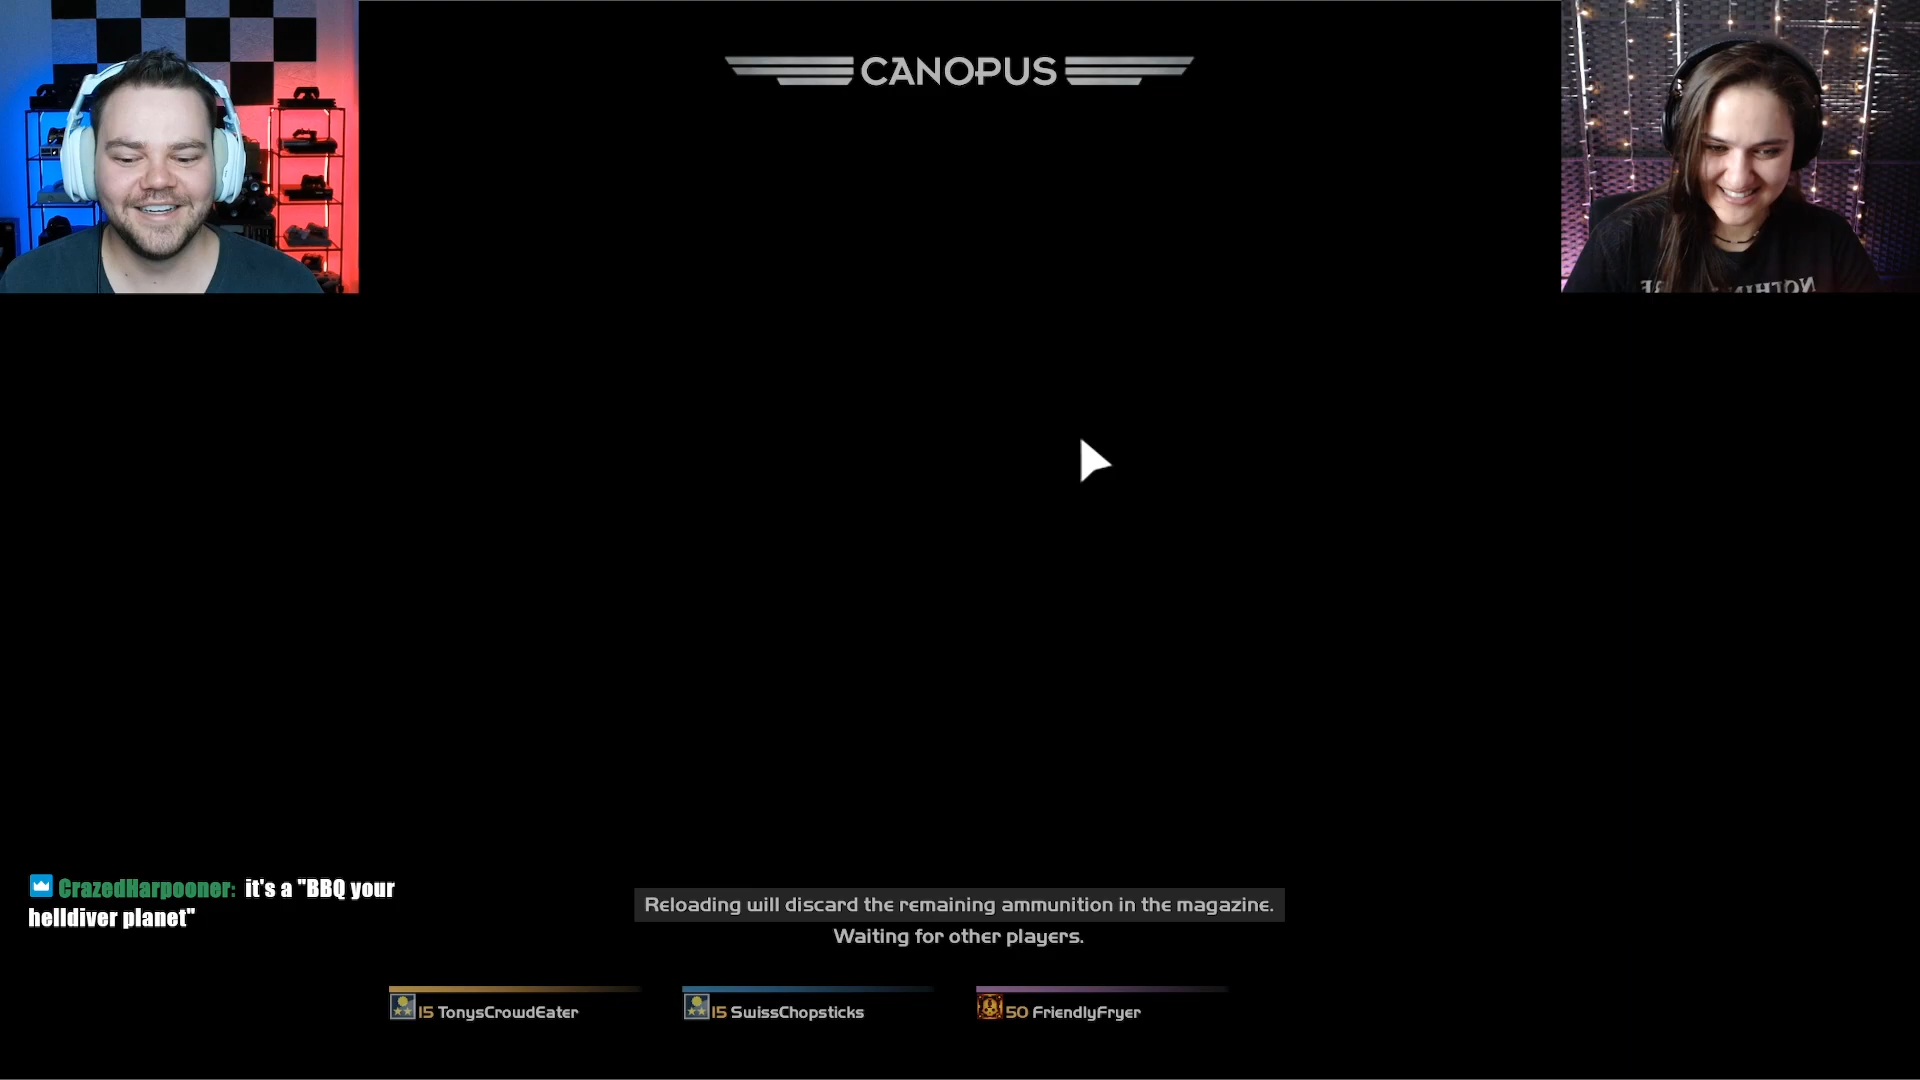 CANOPUS
NOTHIN
CrazedHarpooner: it's a "BBQ your
helldiver planet"
Reloading will discard the remaining ammunition in the magazine.
Waiting for other players.
15 TonysCrowdEater
15 SwissChopsticks
50 FriendlyFryer